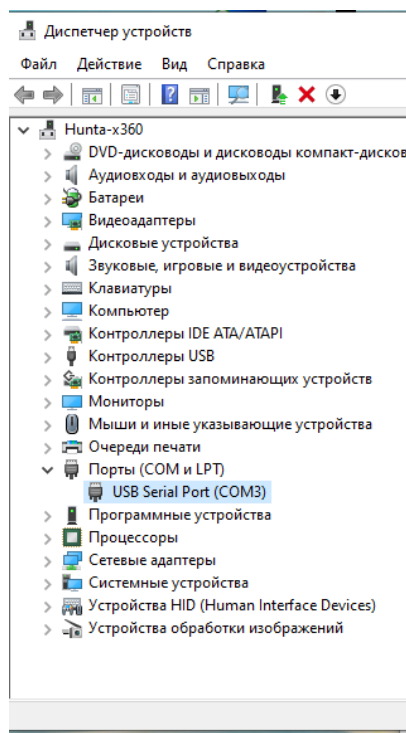 Диспетчер устройств
Файл Действие Вид Справка
Hunta-x360
DVD-дисководы и дисководы компакт-дисков
Аудиовходы и аудиовыходы
Батареи
Видеоадаптеры
Дисковые устройства
Звуковые, игровые и видеоустройства
Клавиатуры
Компьютер
Контроллеры IDE ATA/ATAPI
Контроллеры USB
Контроллеры запоминающих устройств
Мониторы
Мыши и иные указывающие устройства
Очереди печати
Порты (COM и LPT)
USB Serial Port (COM3)
Программные устройства
Процессоры
Сетевые адаптеры
Системные устройства
Устройства HID (Human Interface Devices)
Устройства обработки изображений